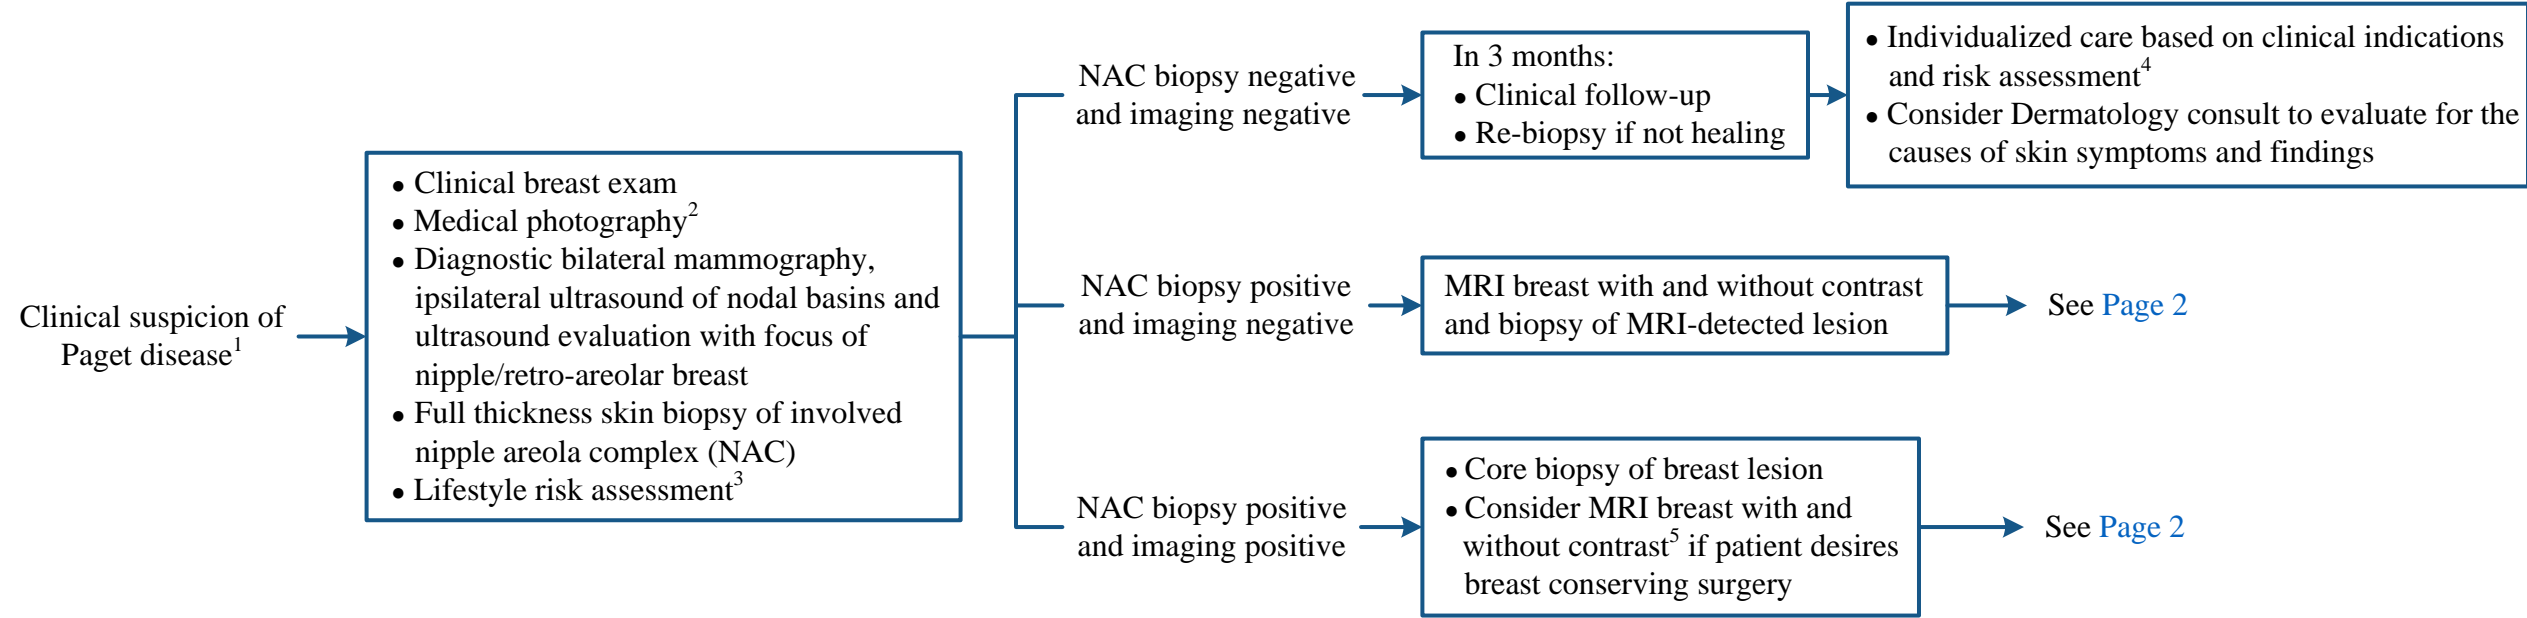 Clinical suspicion of
Paget disease1
• Clinical breast exam
• Medical photography2
• Diagnostic bilateral mammography,
ipsilateral ultrasound of nodal basins and
ultrasound evaluation with focus of
nipple/retro-areolar breast
• Full thickness skin biopsy of involved
nipple areola complex (NAC)
• Lifestyle risk assessment3
NAC biopsy negative
and imaging negative
In 3 months:
• Clinical follow-up
• Re-biopsy if not healing
• Individualized care based on clinical indications
and risk assessment4
• Consider Dermatology consult to evaluate for the
causes of skin symptoms and findings
NAC biopsy positive
and imaging negative
MRI breast with and without contrast
and biopsy of MRI-detected lesion
See Page 2
NAC biopsy positive
and imaging positive
• Core biopsy of breast lesion
• Consider MRI breast with and
without contrast5 if patient desires
breast conserving surgery
See Page 2